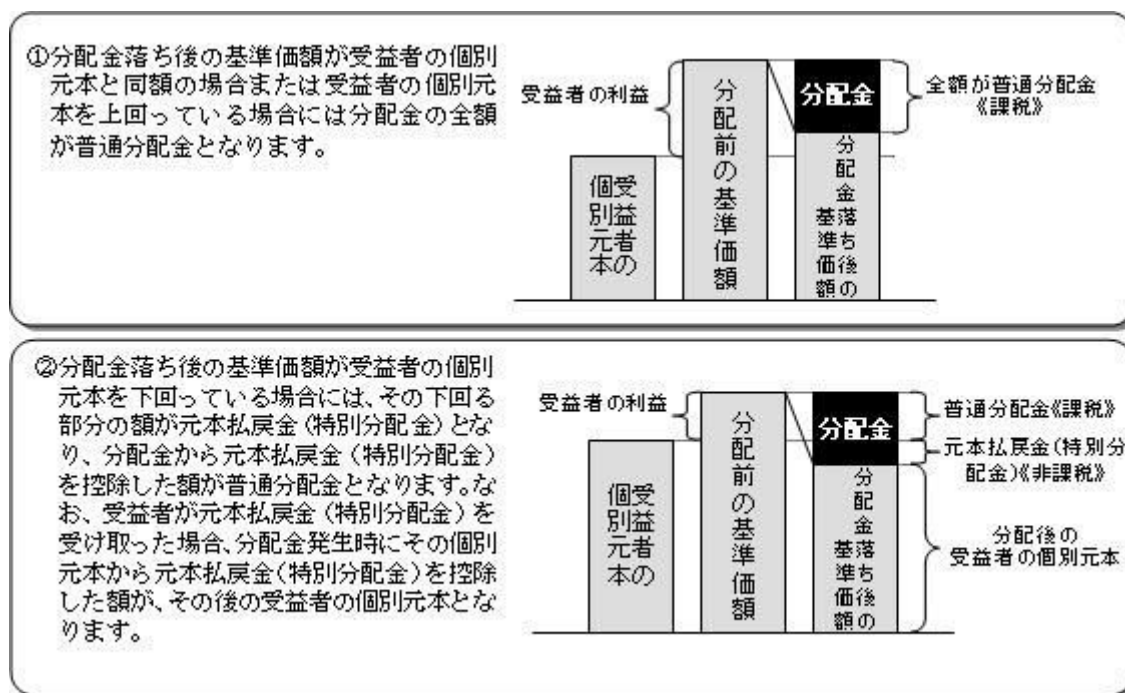 ①分配金落ち後の基準価額が受益者の個別
元本と同額の場合または受益者の個別元
本を上回っている場合には分配金の全額
が普通分配金となります。
受益者の利益
受益者の
個別元本
分配前の基準価額
分配金
分配金落ち後の
基準価額
全額が普通分配金
《課税》
②分配金落ち後の基準価額が受益者の個別
元本を下回っている場合には、その下回る
部分の額が元本払戻金(特別分配金)とな
り、分配金から元本払戻金(特別分配金)
を控除した額が普通分配金となります。な
お、受益者が元本払戻金(特別分配金)を
受け取った場合、分配金発生時にその個別
元本から元本払戻金(特別分配金)を控除
した額が、その後の受益者の個別元本とな
ります。
受益者の利益
受益者の
個別元本
分配前の基準価額
分配金
分配金落ち後の
基準価額
普通分配金《課税》
元本払戻金(特別分
配金)《非課税》
分配後の
受益者の個別元本